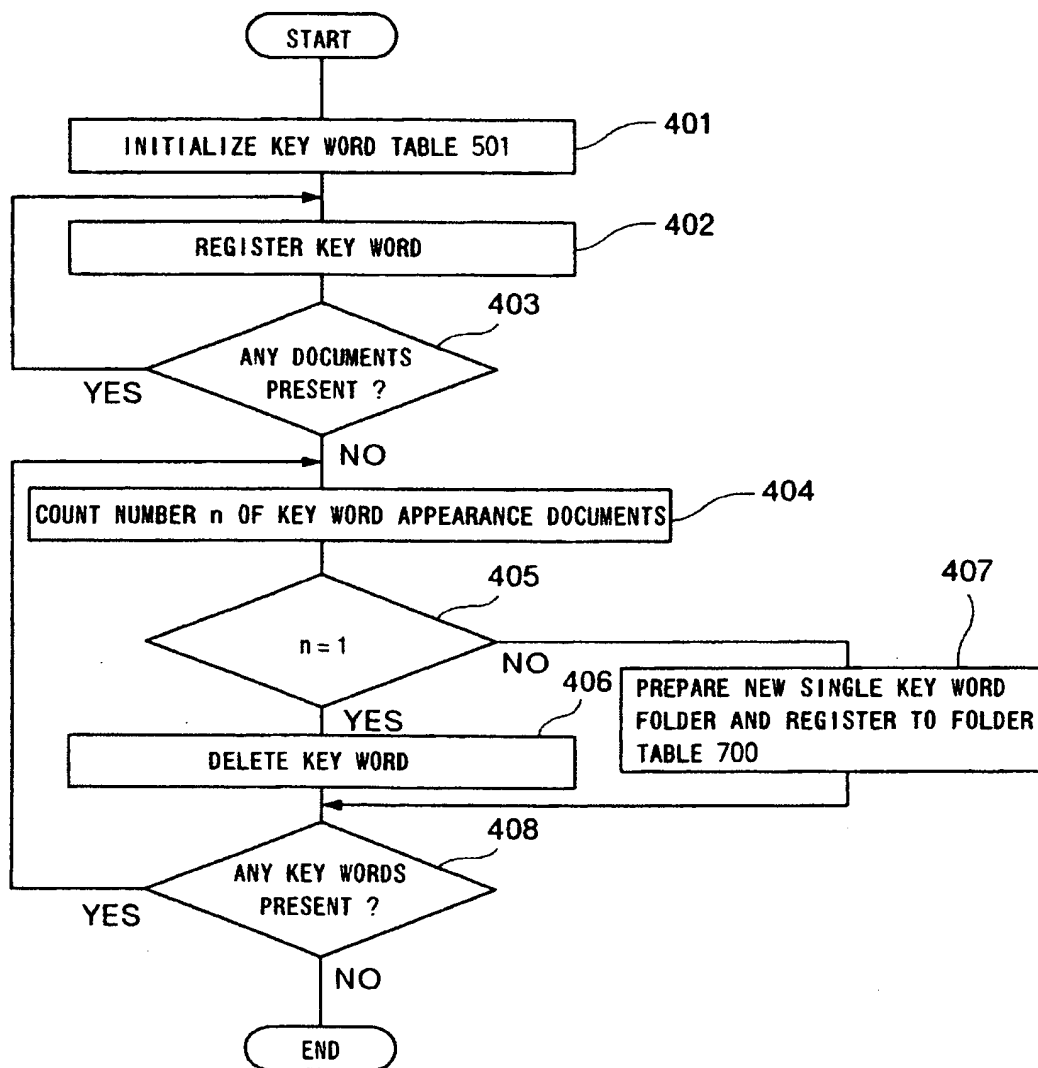 START
INITIALIZE KEY WORD TABLE 501
401
REGISTER KEY WORD
402
403
ANY DOCUMENTS
PRESENT ?
YES
NO
COUNT NUMBER n OF KEY WORD APPEARANCE DOCUMENTS
404
405
n = 1
NO
407
PREPARE NEW SINGLE KEY WORD
FOLDER AND REGISTER TO FOLDER
TABLE 700
YES
406
DELETE KEY WORD
408
ANY KEY WORDS
PRESENT ?
YES
NO
END